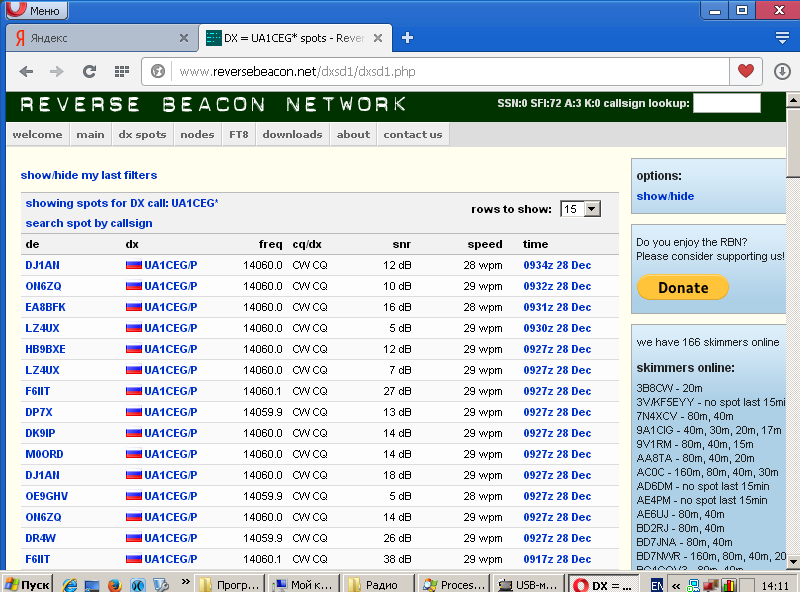 Меню
Яндекс
DX = UA1CEG* spots - Rever
www.reversebeacon.net/dxsd1/dxsd1.php
REVERSE BEACON NETWORK
SSN:0 SFI:72 A:3 K:0 callsign lookup:
welcome main dx spots nodes FT8 downloads about contact us
show/hide my last filters
showing spots for DX call: UA1CEG*
search spot by callsign
rows to show: 15
de dx freq cq/dx snr speed time
DJ1AN UA1CEG/P 14060.0 CW CQ 12 dB 28 wpm 0934z 28 Dec
ON6ZQ UA1CEG/P 14060.0 CW CQ 10 dB 29 wpm 0932z 28 Dec
EA8BFK UA1CEG/P 14060.0 CW CQ 16 dB 28 wpm 0931z 28 Dec
LZ4UX UA1CEG/P 14060.0 CW CQ 5 dB 29 wpm 0930z 28 Dec
HB9BXE UA1CEG/P 14060.0 CW CQ 12 dB 29 wpm 0927z 28 Dec
LZ4UX UA1CEG/P 14060.0 CW CQ 7 dB 29 wpm 0927z 28 Dec
F6IIT UA1CEG/P 14060.1 CW CQ 27 dB 29 wpm 0927z 28 Dec
DP7X UA1CEG/P 14059.9 CW CQ 13 dB 29 wpm 0927z 28 Dec
DK9IP UA1CEG/P 14060.0 CW CQ 14 dB 29 wpm 0927z 28 Dec
M0ORD UA1CEG/P 14060.0 CW CQ 14 dB 29 wpm 0927z 28 Dec
DJ1AN UA1CEG/P 14060.0 CW CQ 18 dB 29 wpm 0927z 28 Dec
OE9GHV UA1CEG/P 14059.9 CW CQ 5 dB 28 wpm 0927z 28 Dec
ON6ZQ UA1CEG/P 14060.0 CW CQ 14 dB 29 wpm 0927z 28 Dec
DR4W UA1CEG/P 14059.9 CW CQ 26 dB 29 wpm 0927z 28 Dec
F6IIT UA1CEG/P 14060.1 CW CQ 38 dB 29 wpm 0917z 28 Dec
options:
show/hide
Do you enjoy the RBN?
Please consider supporting us!
Donate
we have 166 skimmers online
skimmers online:
3B8CW - 20m
3V/KF5EYY - no spot last 15mi
7N4XCV - 80m, 40m
9A1CIG - 40m, 30m, 20m, 17m
9V1RM - 80m, 40m, 15m
AA8TA - 80m, 40m, 20m
AC0C - 160m, 80m, 40m, 30m
AD6DM - no spot last 15min
AE4PM - no spot last 15min
AE6UJ - 80m, 40m
BD2RJ - 80m, 40m
BD7JNA - 80m, 40m
BD7NWR - 160m, 80m, 40m, 20
Пуск » Прогр... Мой к... Радио Proces... USB-м... DX = ... EN « 14:11